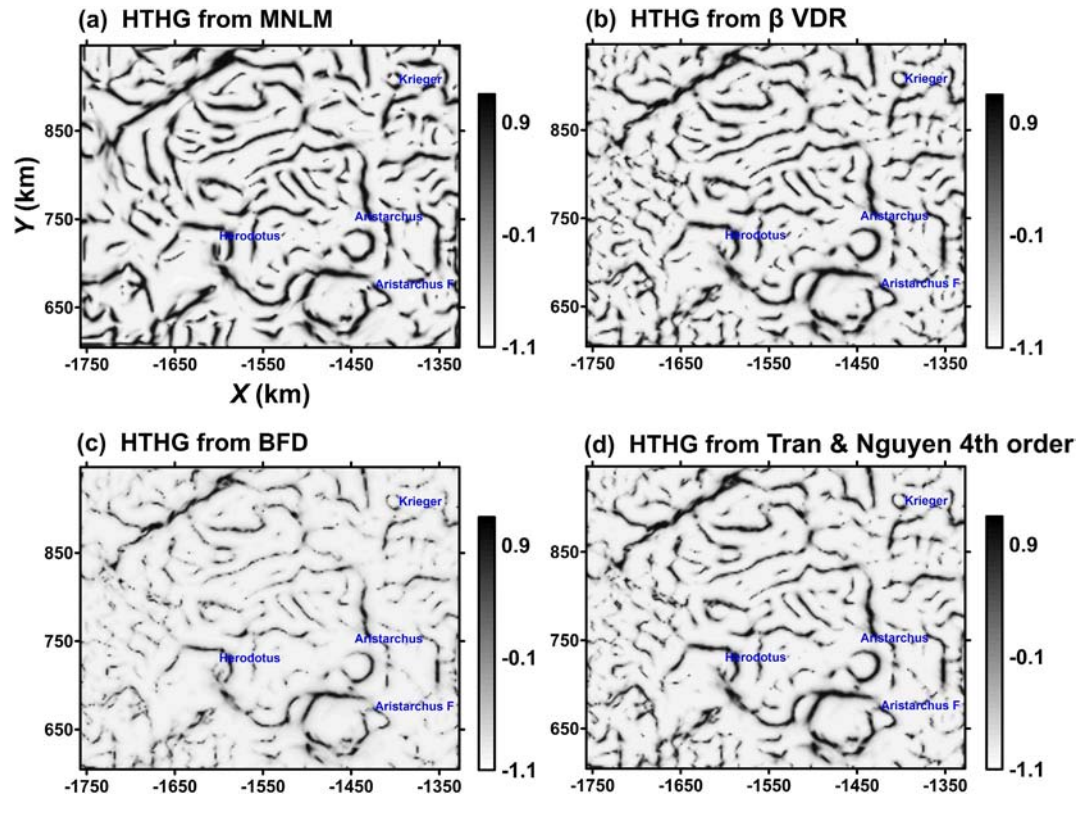 (a) HTHG from MNLM
Krieger
Aristarchus
Herodotus
Aristarchus F
850
750
650
Y (km)
-1750 -1650 -1550 -1450 -1350
X (km)
0.9
-0.1
-1.1
(b) HTHG from β VDR
Krieger
Aristarchus
Herodotus
Aristarchus F
850
750
650
-1750 -1650 -1550 -1450 -1350
0.9
-0.1
-1.1
(c) HTHG from BFD
Krieger
Aristarchus
Herodotus
Aristarchus F
850
750
650
-1750 -1650 -1550 -1450 -1350
0.9
-0.1
-1.1
(d) HTHG from Tran & Nguyen 4th order
Krieger
Aristarchus
Herodotus
Aristarchus F
850
750
650
-1750 -1650 -1550 -1450 -1350
0.9
-0.1
-1.1